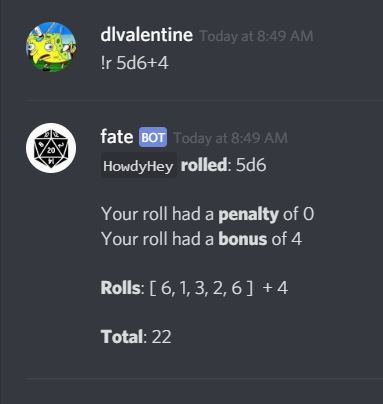 dlvalentine Today at 8:49 AM
!r 5d6+4
fate BOT Today at 8:49 AM
HowdyHey rolled: 5d6
Your roll had a penalty of 0
Your roll had a bonus of 4
Rolls: [ 6, 1, 3, 2, 6 ] + 4
Total: 22